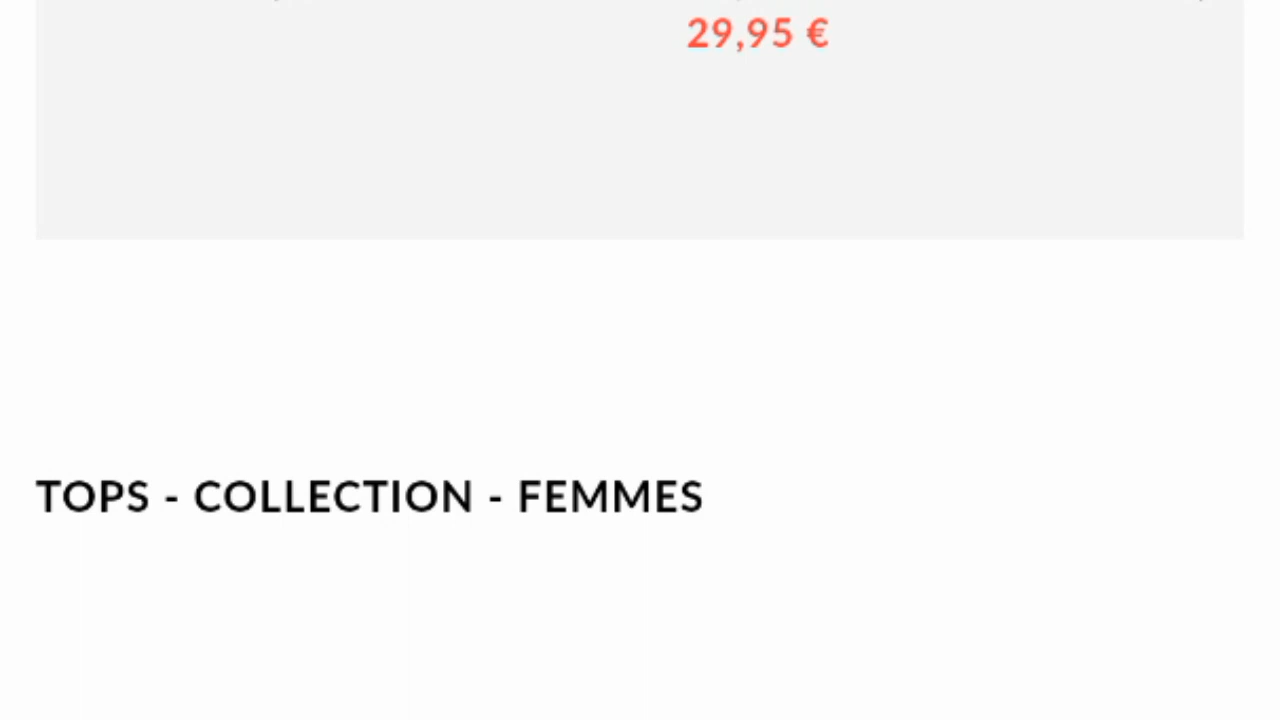 29,95 €
TOPS - COLLECTION - FEMMES